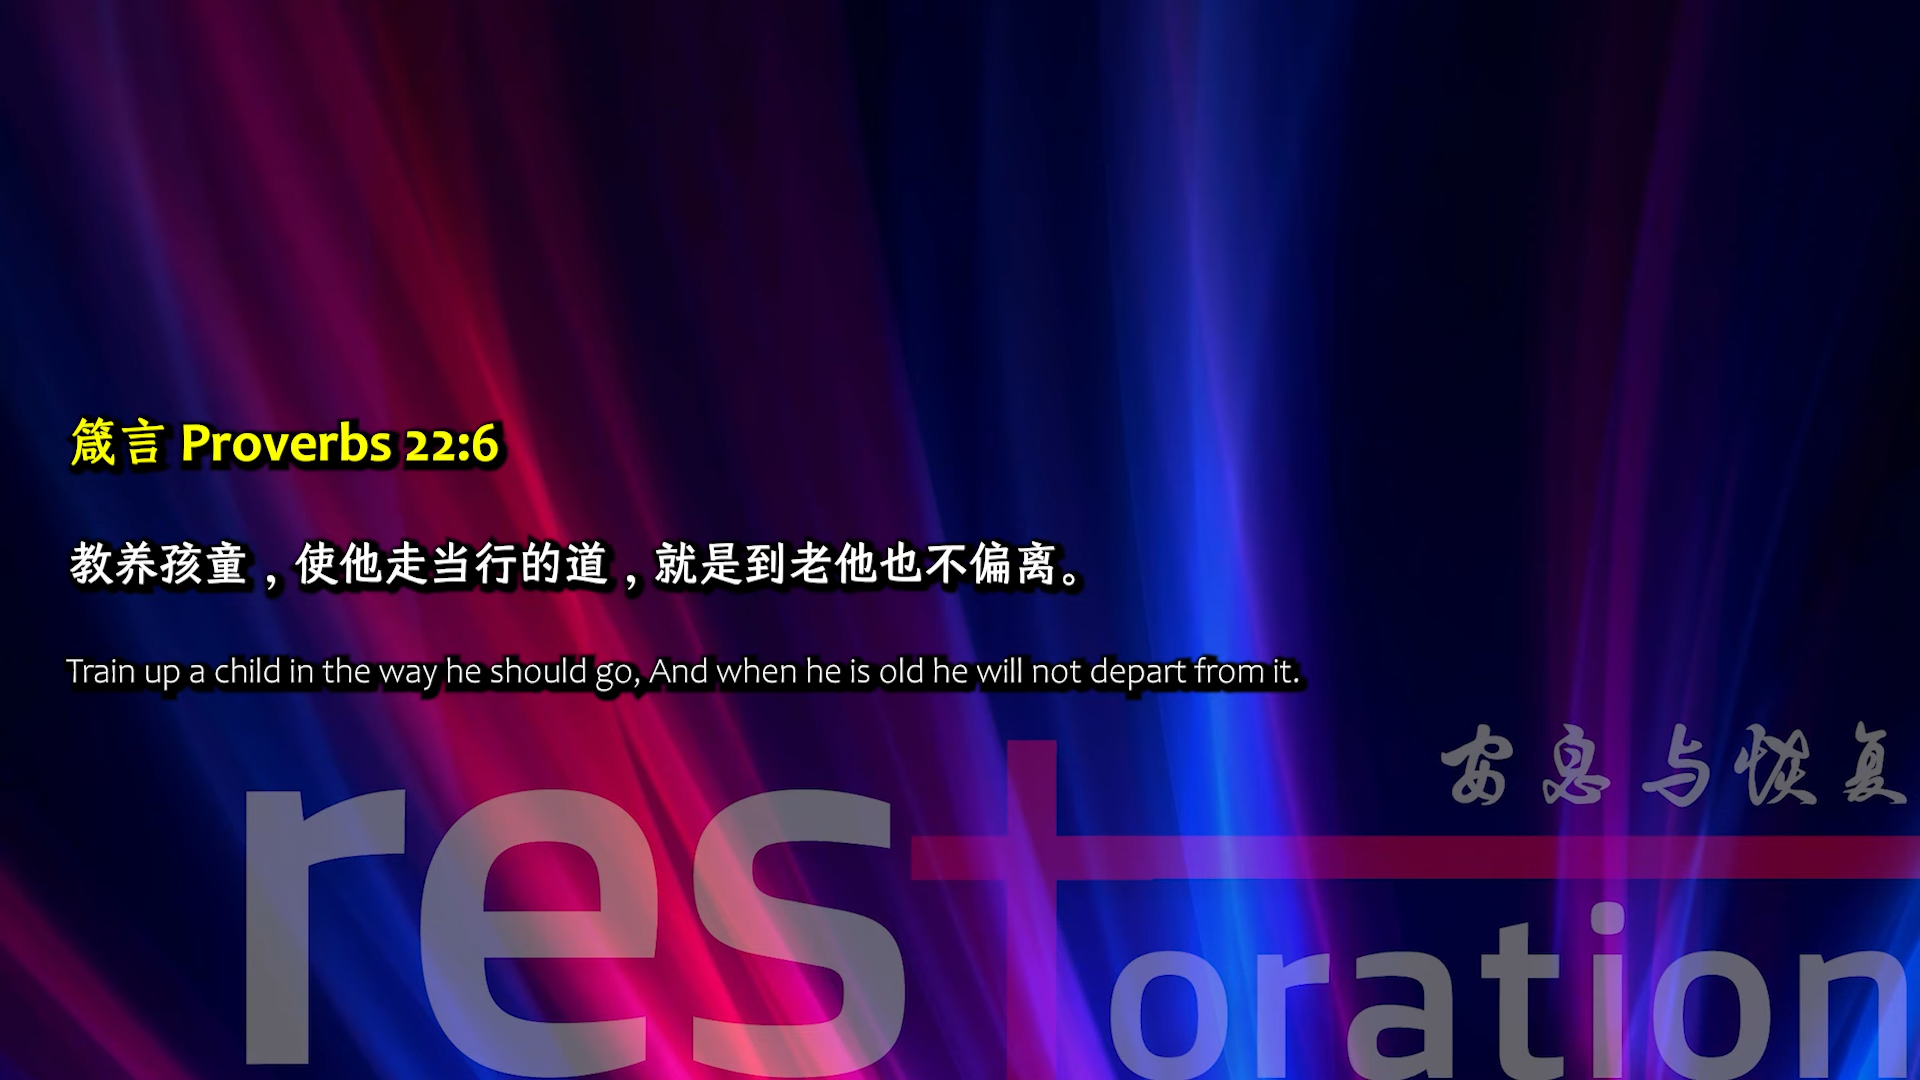 箴言 Proverbs 22:6
教养孩童，使他走当行的道，就是到老他也不偏离。
Train up a child in the way he should go, And when he is old he will not depart from it.
安息与恢复
restoration